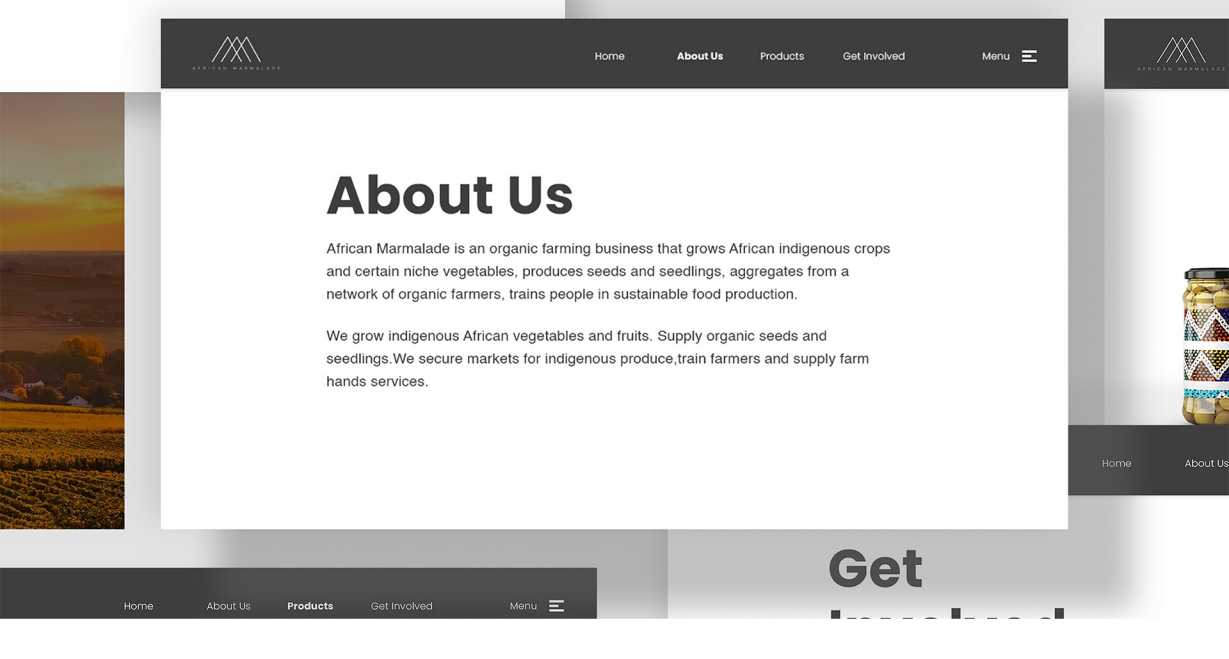 AFRICAN MARMALADE
Home About Us Products Get Involved Menu
AFRICAN MARMALADE
About Us
African Marmalade is an organic farming business that grows African indigenous crops
and certain niche vegetables, produces seeds and seedlings, aggregates from a
network of organic farmers, trains people in sustainable food production.
We grow indigenous African vegetables and fruits. Supply organic seeds and
seedlings.We secure markets for indigenous produce,train farmers and supply farm
hands services.
Home About Us
Get
Involved
Home About Us Products Get Involved Menu